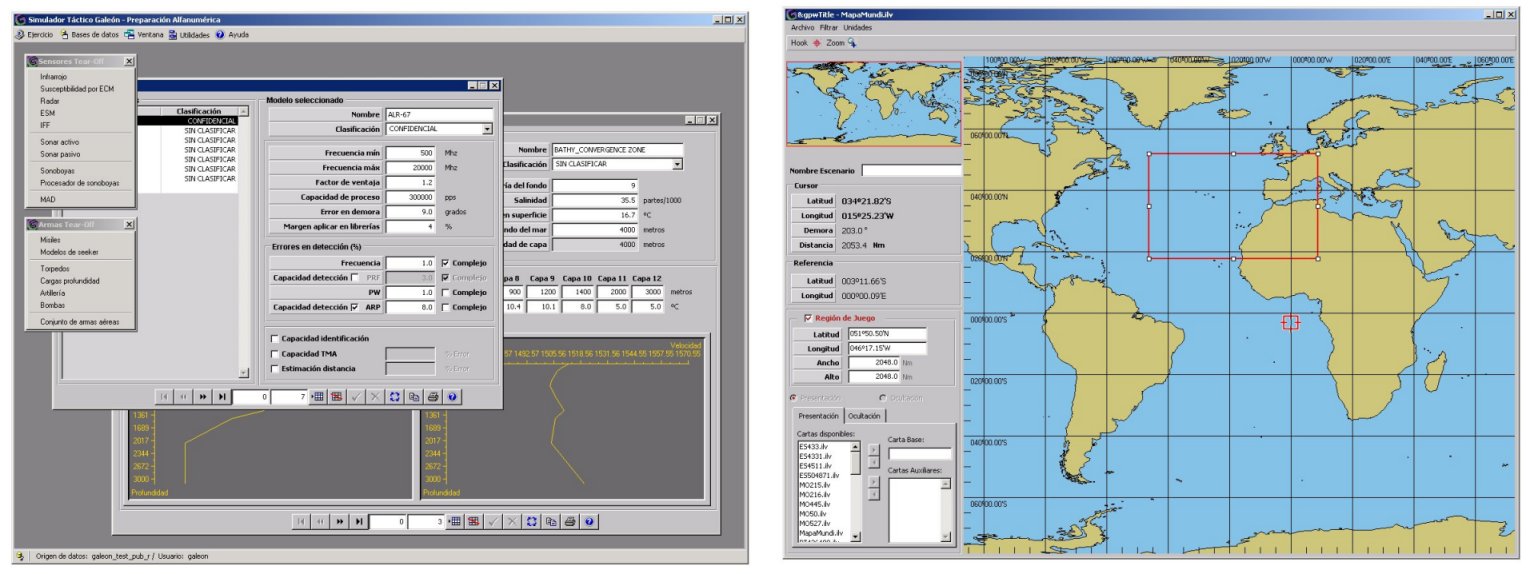 Simulador Táctico Galeón - Preparación Alfanumérica
Ejercicio Bases de datos Ventana Utilidades Ayuda
Sensores Tear-Off
Infrarrojo
Susceptibilidad por ECM
Radar
ESM
IFF
Sonar activo
Sonar pasivo
Sonoboyas
Procesador de sonoboyas
MAD
Armas Tear-Off
Misiles
Modelos de seeker
Torpedos
Cargas profundidad
Artillería
Bombas
Conjunto de armas aéreas
Clasificación
CONFIDENCIAL
SIN CLASIFICAR
SIN CLASIFICAR
SIN CLASIFICAR
SIN CLASIFICAR
SIN CLASIFICAR
SIN CLASIFICAR
Modelo seleccionado
Nombre ALR-67
Clasificación CONFIDENCIAL
Frecuencia mín 500 Mhz
Frecuencia máx 20000 Mhz
Factor de ventaja 1.2
Capacidad de proceso 300000 pps
Error en demora 9.0 grados
Margen aplicar en librerías 4 %
Errores en detección (%)
Frecuencia 1.0 Complejo
Capacidad detección PRF 3.0 Complejo
PW 1.0 Complejo
Capacidad detección ARP 8.0 Complejo
Capacidad identificación
Capacidad TMA % Error
Estimación distancia % Error
0 7
Nombre BATHY_CONVERGENCE ZONE
Clasificación SIN CLASIFICAR
ía del fondo 9
Salinidad 35.5 partes/1000
en superficie 16.7 ºC
ndo del mar 4000 metros
dad de capa 4000 metros
pa 8 Capa 9 Capa 10 Capa 11 Capa 12
900 1200 1400 2000 3000 metros
10.4 10.1 8.0 5.0 5.0 ºC
Velocidad
57 1492.57 1505.56 1518.56 1531.56 1544.55 1557.55 1570.55
1361
1689
2017
2344
2672
3000
Profundidad
1361
1689
2017
2344
2672
3000
Profundidad
0 3
Origen de datos: galeon_test_pub_r / Usuario: galeon
&gpwTitle - MapaMundi.ilv
Archivo Filtrar Unidades
Hook Zoom
Nombre Escenario
Cursor
Latitud 034º21.82'S
Longitud 015º25.23'W
Demora 203.0 º
Distancia 2053.4 Nm
Referencia
Latitud 003º11.66'S
Longitud 000º00.09'E
Región de Juego
Latitud 051º50.50'N
Longitud 046º17.15'W
Ancho 2048.0 Nm
Alto 2048.0 Nm
Presentación Ocultación
Presentación Ocultación
Cartas disponibles:
ES433.ilv
ES4331.ilv
ES4511.ilv
ES504871.ilv
MO215.ilv
MO216.ilv
MO445.ilv
MO50.ilv
MO527.ilv
MapaMundi.ilv
Carta Base:
Cartas Auxiliares:
100º00.00'W 040º00.00'W 020º00.00'W 000º00.00'E 020º00.00'E 040º00.00'E 060º00.00'E
060º00.00'N
040º00.00'N
020º00.00'N
000º00.00'S
020º00.00'S
040º00.00'S
060º00.00'S